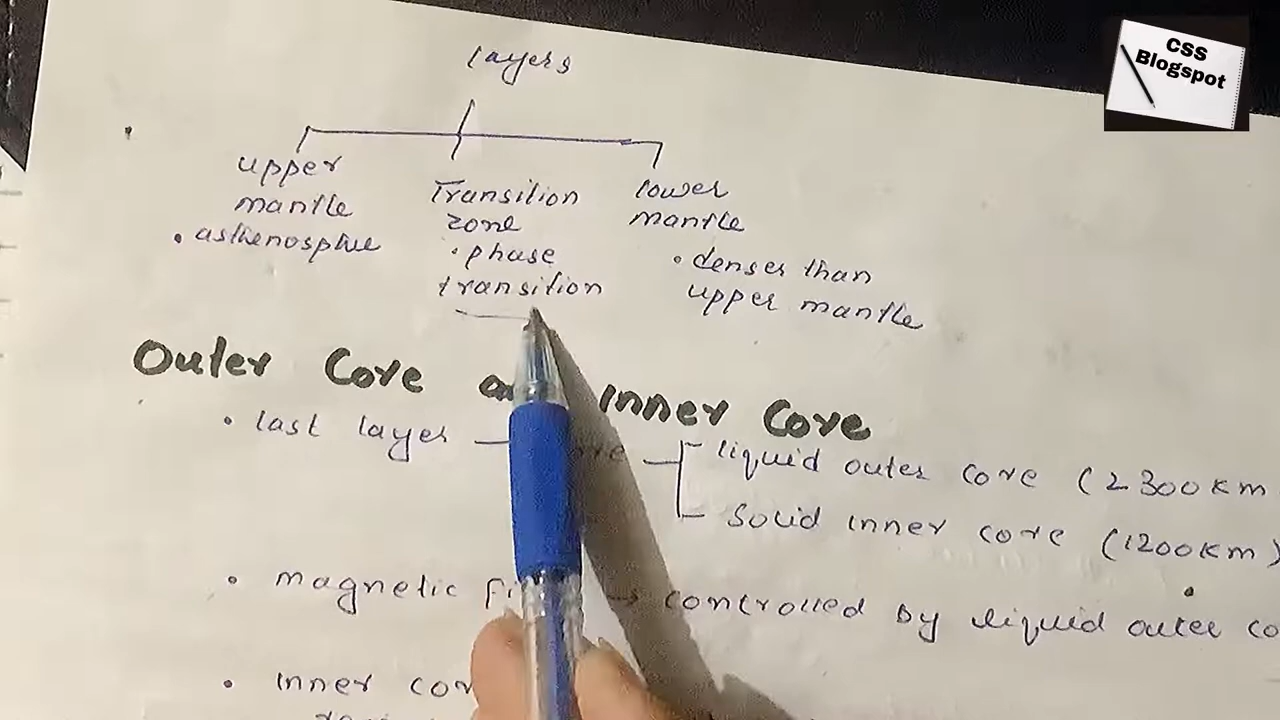 layers
upper
mantle
• asthenosphere
Transition
zone
• phase
transition
lower
mantle
• denser than
upper mantle
Outer Core Inner Core
• last layer — liquid outer core (2300km
solid inner core (1200km)
• magnetic controlled by liquid outer co
• inner
CSS
Blogspot